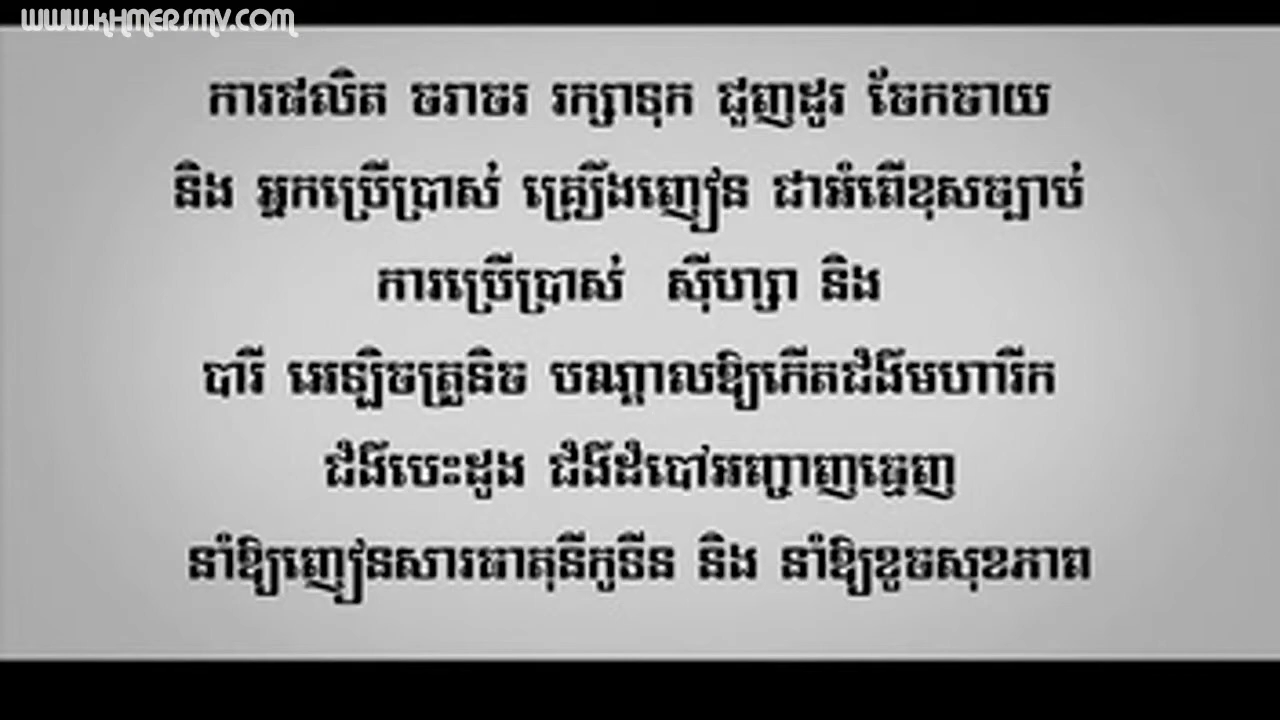 www.khmersmv.com
ការផលិត ចរាចរ រក្សាទុក ជួញដូរ ចែកចាយ
និង អ្នកប្រើប្រាស់ គ្រឿងញៀន ជាអំពើខុសច្បាប់
ការប្រើប្រាស់ ស៊ីហ្សា និង
បារី អេឡិចត្រូនិច បណ្តាលឱ្យកើតជំងឺមហារីក
ជំងឺបេះដូង ជំងឺដំបៅអញ្ចាញធ្មេញ
នាំឱ្យញៀនសារធាតុនីកូទីន និង នាំឱ្យខូចសុខភាព